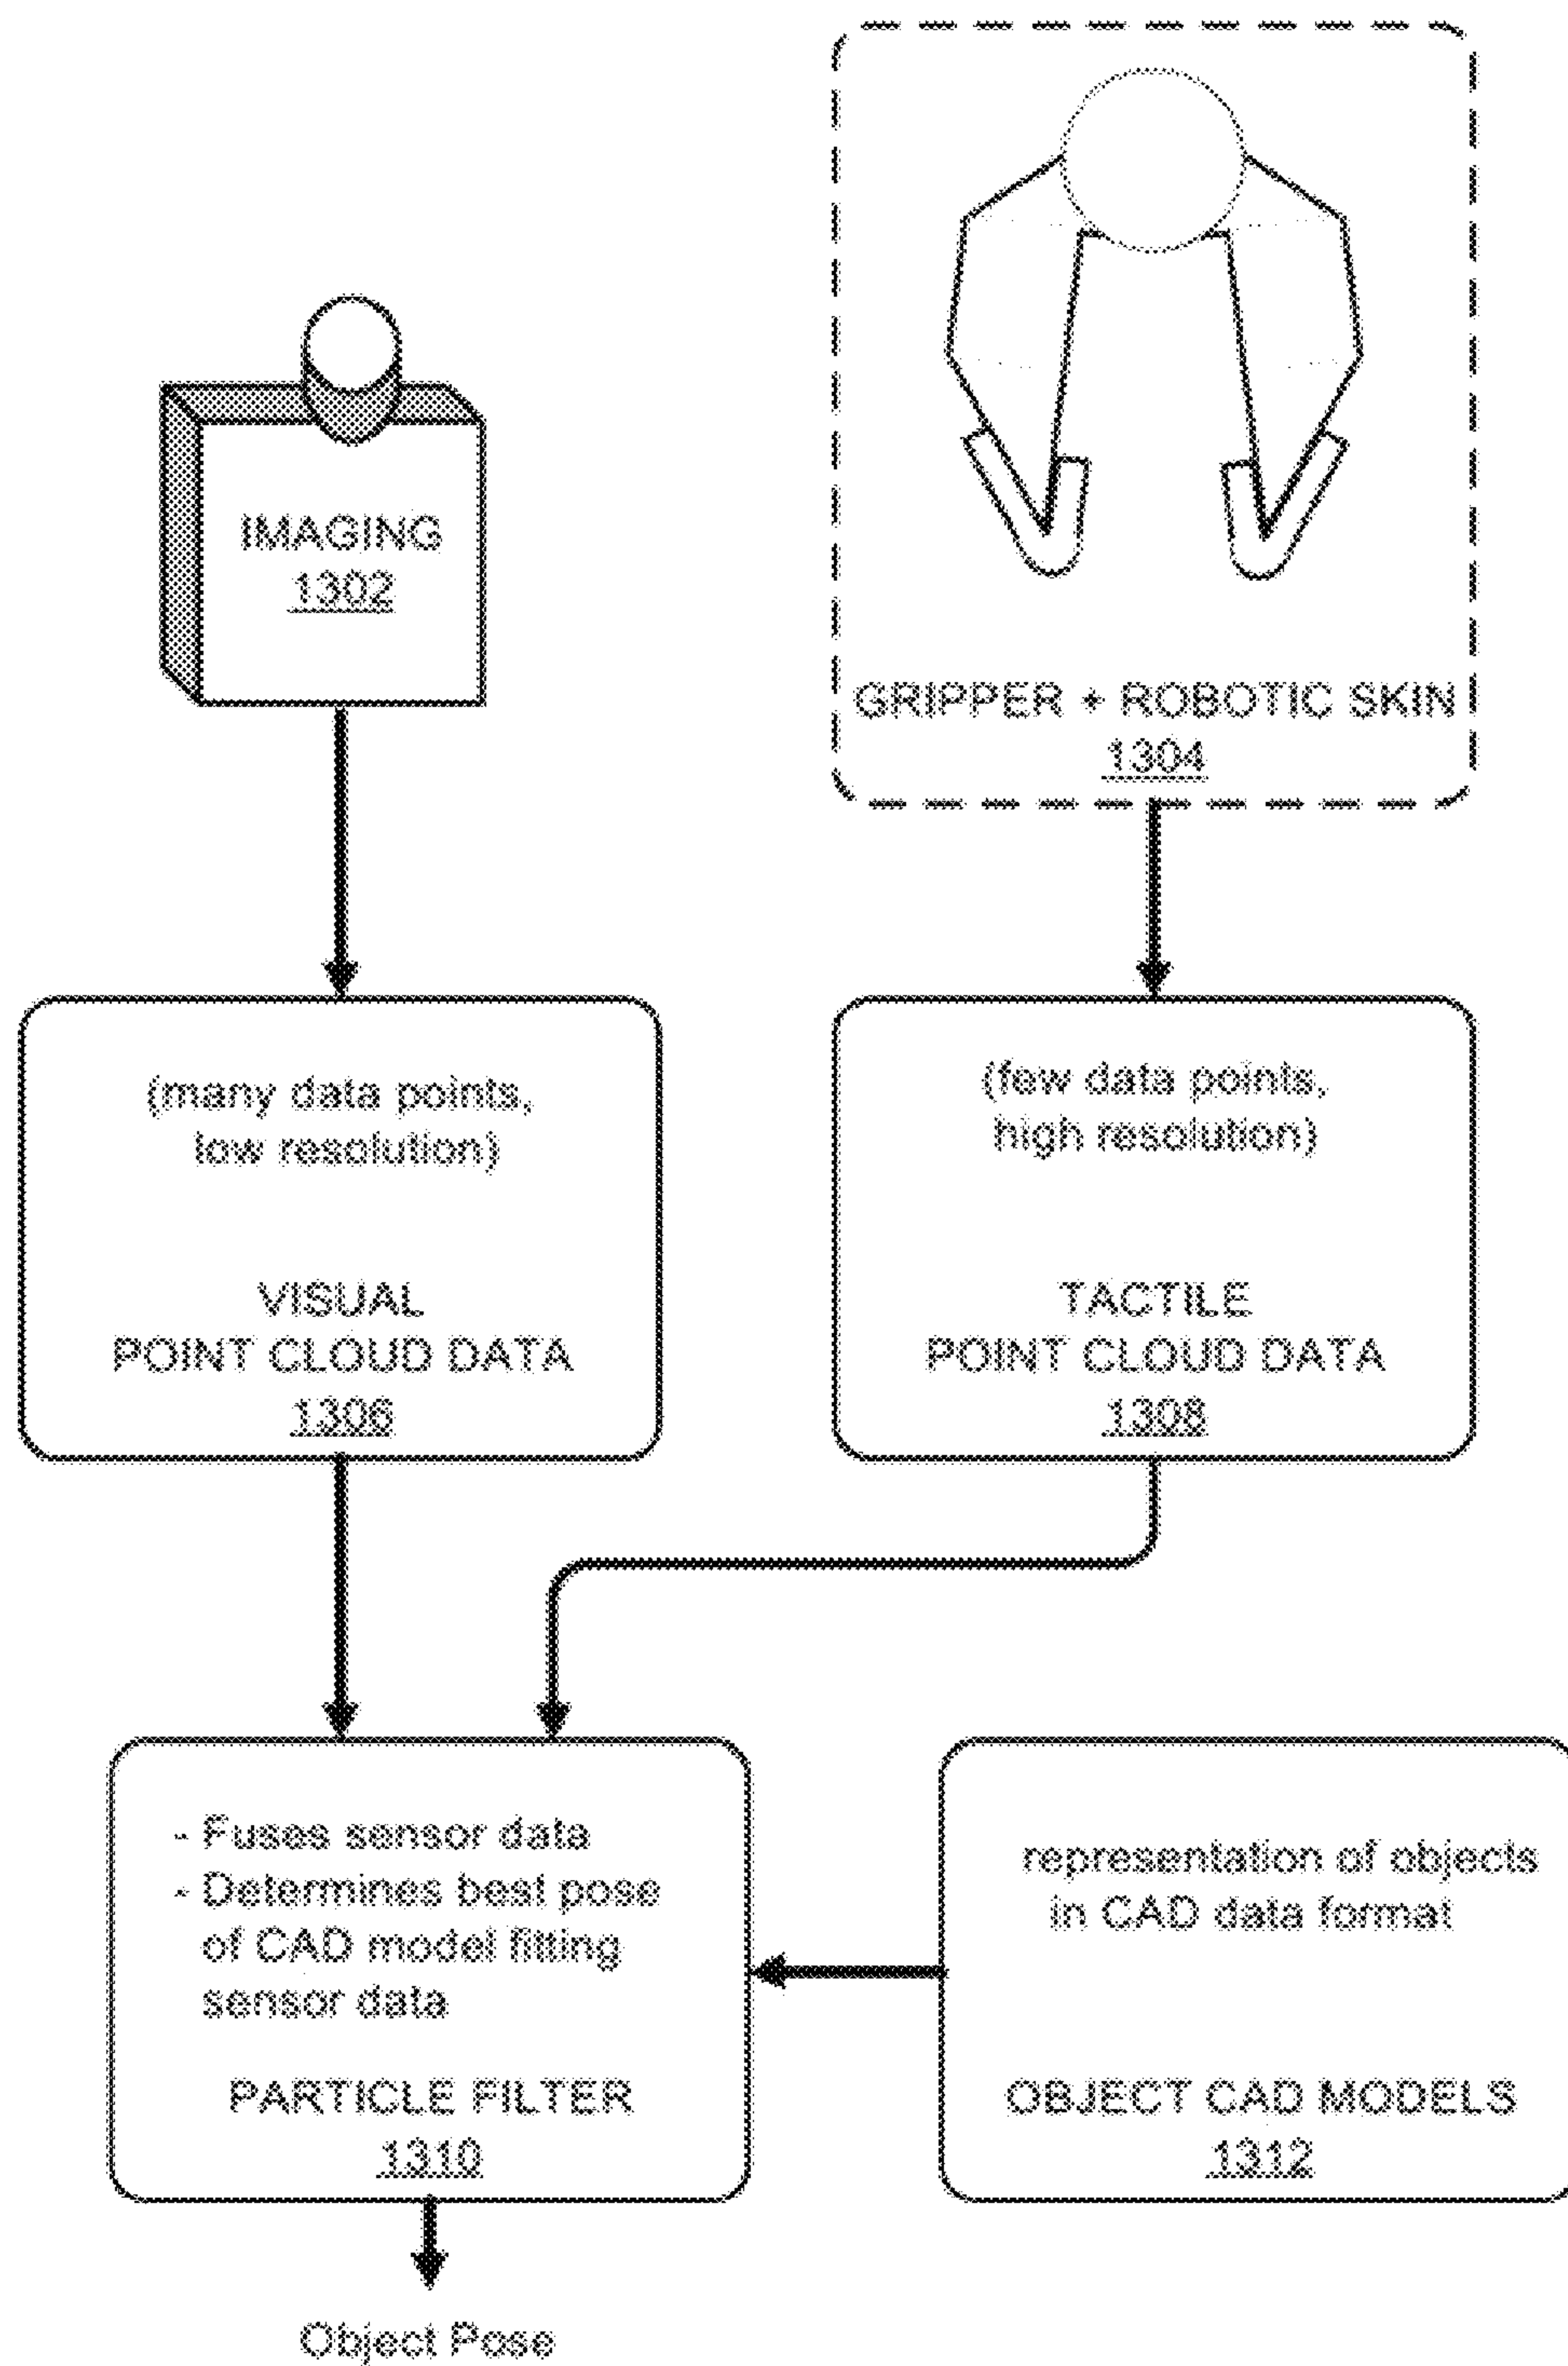 IMAGING
1302
GRIPPER + ROBOTIC SKIN
1304
(many data points,
low resolution)
VISUAL
POINT CLOUD DATA
1306
(few data points,
high resolution)
TACTILE
POINT CLOUD DATA
1308
- Fuses sensor data
- Determines best pose
of CAD model fitting
sensor data
PARTICLE FILTER
1310
representation of objects
in CAD data format
OBJECT CAD MODELS
1312
Object Pose